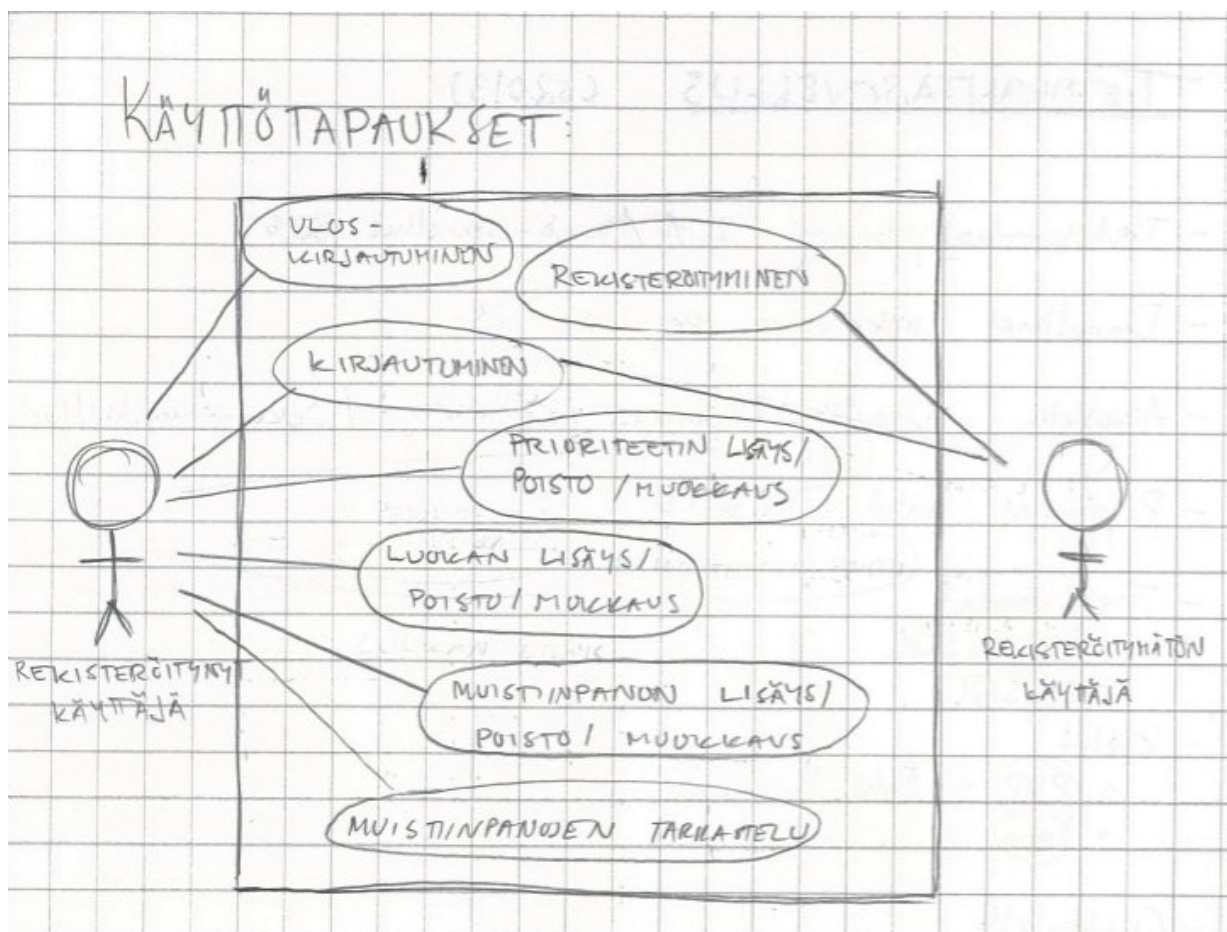 KÄYTTÖTAPAUKSET:
ULOS-
KIRJAUTUMINEN
REKISTERÖITYMINEN
KIRJAUTUMINEN
PRIORITEETIN LISÄYS/
POISTO / MUOKKAUS
LUOKAN LISÄYS/
POISTO / MUOKKAUS
REKISTERÖITYNYT
KÄYTTÄJÄ
REKISTERÖITYMÄTÖN
KÄYTTÄJÄ
MUISTIINPANON LISÄYS/
POISTO / MUOKKAUS
MUISTIINPANOJEN TARKASTELU